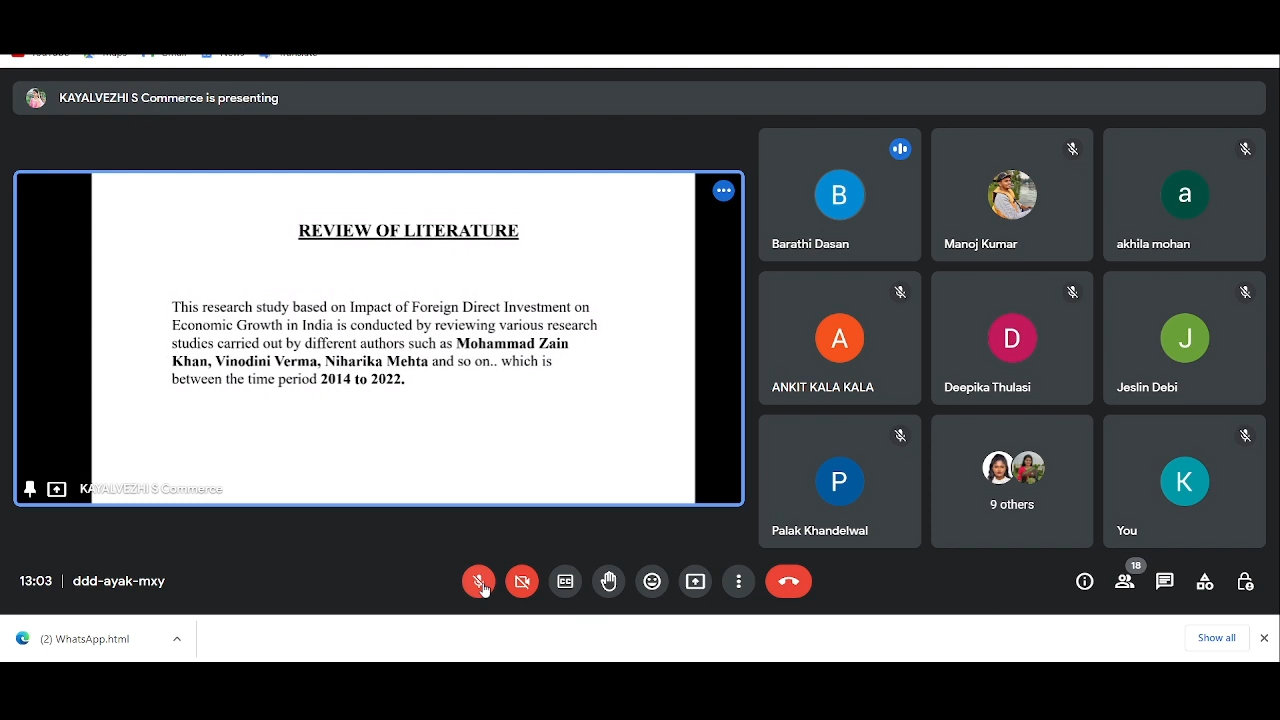 KAYALVEZHI S Commerce is presenting
REVIEW OF LITERATURE
This research study based on Impact of Foreign Direct Investment on
Economic Growth in India is conducted by reviewing various research
studies carried out by different authors such as Mohammad Zain
Khan, Vinodini Verma, Niharika Mehta and so on.. which is
between the time period 2014 to 2022.
KAYALVEZHI S Commerce
B
Barathi Dasan
Manoj Kumar
a
akhila mohan
A
ANKIT KALA KALA
D
Deepika Thulasi
J
Jeslin Debi
P
Palak Khandelwal
9 others
K
You
13:03 | ddd-ayak-mxy
18
(2) WhatsApp.html
Show all